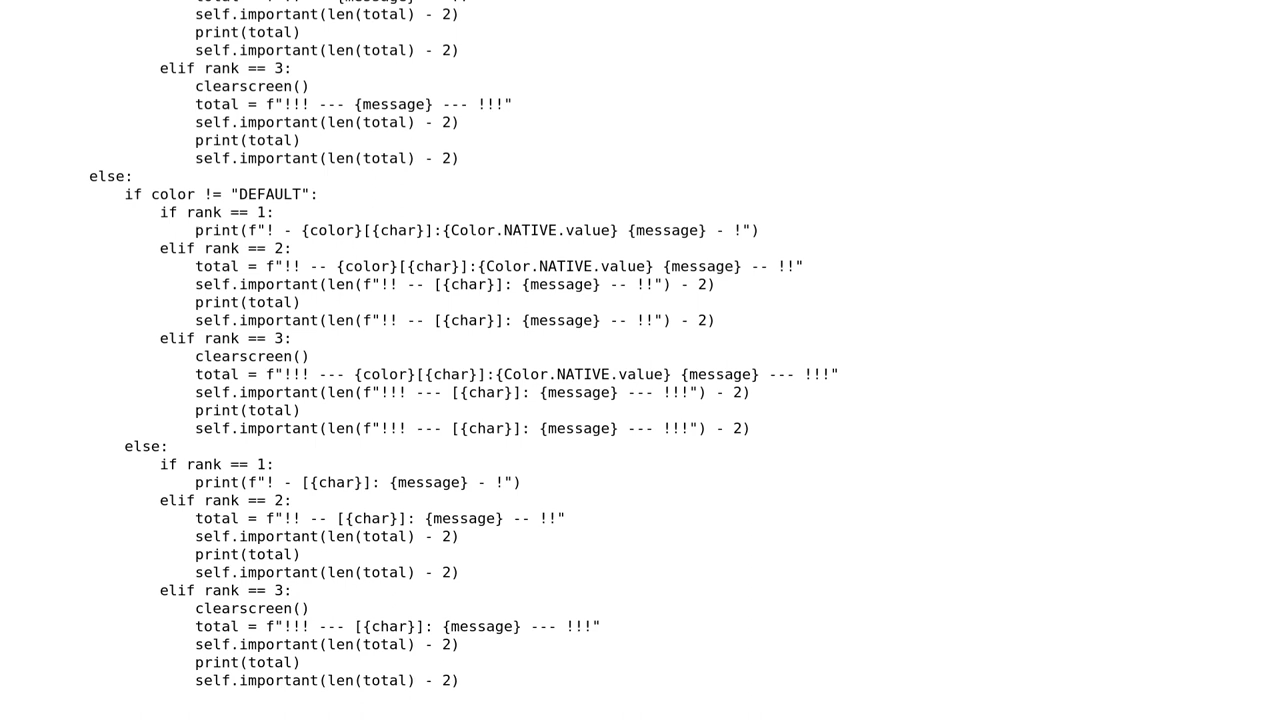 self.important(len(total) - 2)
                print(total)
                self.important(len(total) - 2)
            elif rank == 3:
                clearscreen()
                total = f"!!! --- {message} --- !!!"
                self.important(len(total) - 2)
                print(total)
                self.important(len(total) - 2)
    else:
        if color != "DEFAULT":
            if rank == 1:
                print(f"! - {color}[{char}]:{Color.NATIVE.value} {message} - !")
            elif rank == 2:
                total = f"!! -- {color}[{char}]:{Color.NATIVE.value} {message} -- !!"
                self.important(len(f"!! -- [{char}]: {message} -- !!") - 2)
                print(total)
                self.important(len(f"!! -- [{char}]: {message} -- !!") - 2)
            elif rank == 3:
                clearscreen()
                total = f"!!! --- {color}[{char}]:{Color.NATIVE.value} {message} --- !!!"
                self.important(len(f"!!! --- [{char}]: {message} --- !!!") - 2)
                print(total)
                self.important(len(f"!!! --- [{char}]: {message} --- !!!") - 2)
        else:
            if rank == 1:
                print(f"! - [{char}]: {message} - !")
            elif rank == 2:
                total = f"!! -- [{char}]: {message} -- !!"
                self.important(len(total) - 2)
                print(total)
                self.important(len(total) - 2)
            elif rank == 3:
                clearscreen()
                total = f"!!! --- [{char}]: {message} --- !!!"
                self.important(len(total) - 2)
                print(total)
                self.important(len(total) - 2)